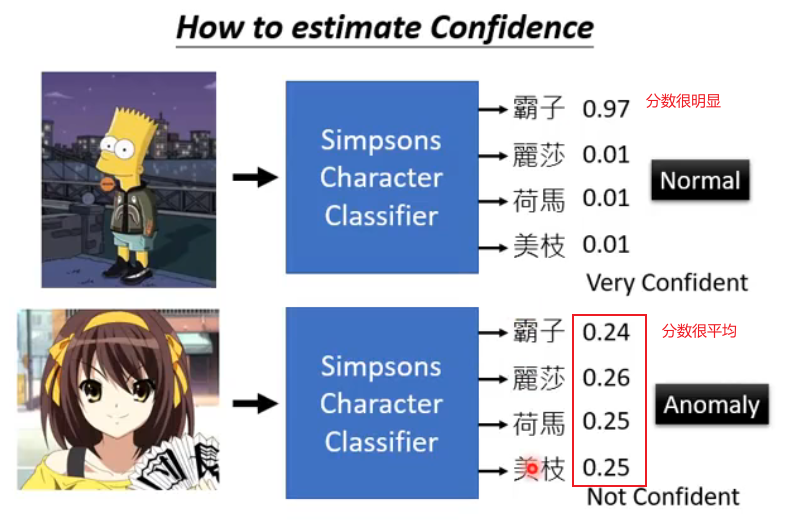 How to estimate Confidence
Simpsons
Character
Classifier
霸子 0.97
分数很明显
麗莎 0.01
荷馬 0.01
美枝 0.01
Normal
Very Confident
Simpsons
Character
Classifier
霸子 0.24
分数很平均
麗莎 0.26
荷馬 0.25
美枝 0.25
Anomaly
Not Confident